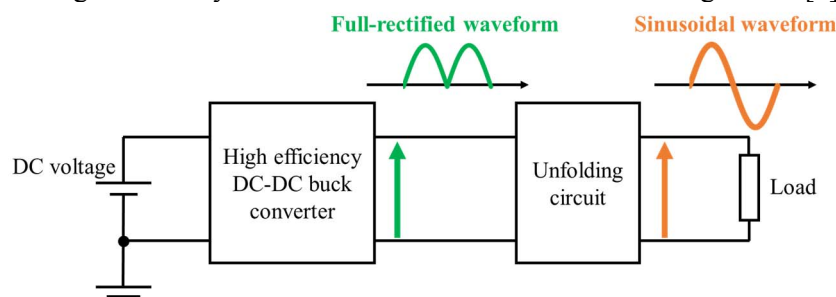 Full-rectified waveform
Sinusoidal waveform
DC voltage
High efficiency
DC-DC buck
converter
Unfolding
circuit
Load